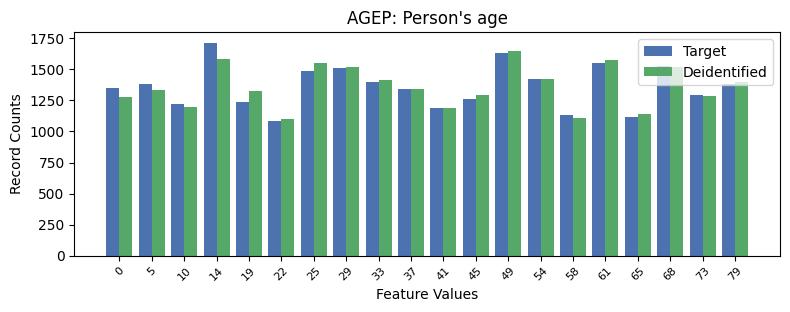 AGEP: Person's age
1750
1500
1250
1000
750
500
250
0
Record Counts
Target
Deidentified
0 5 10 14 19 22 25 29 33 37 41 45 49 54 58 61 65 68 73 79
Feature Values